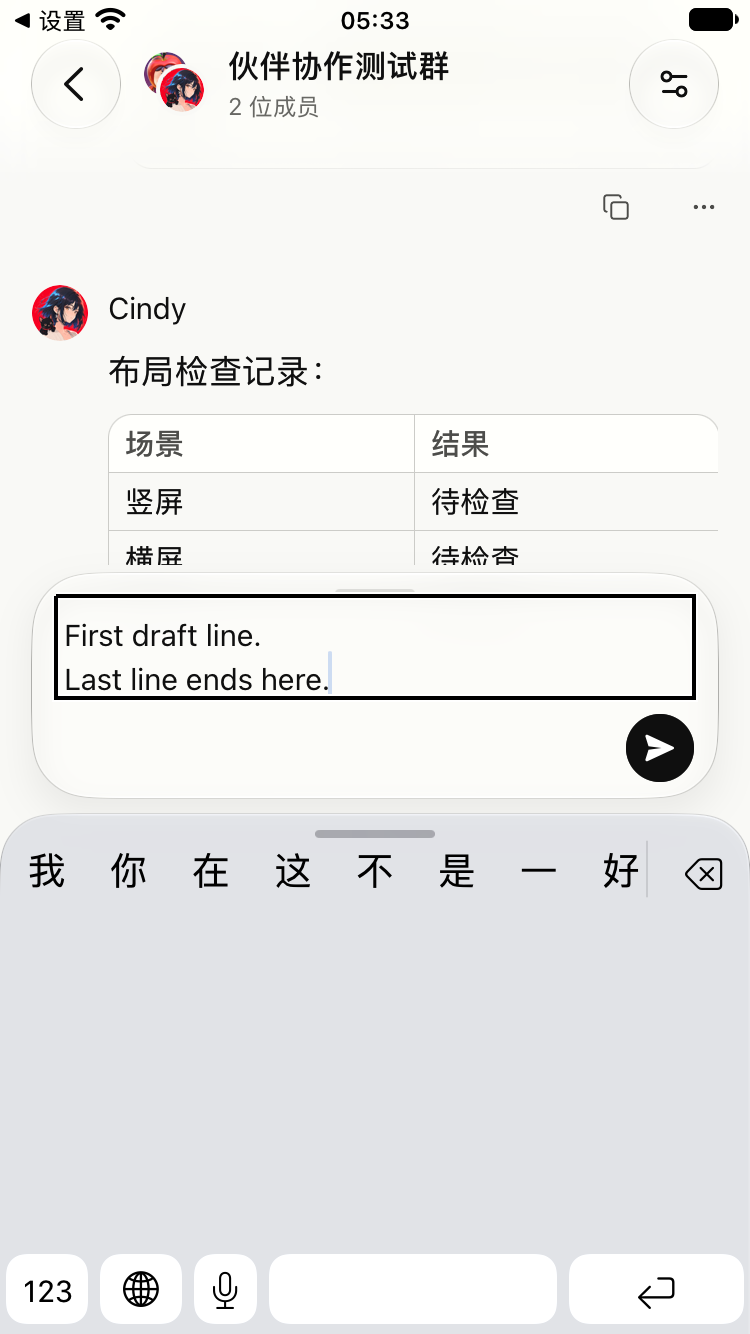 设置
05:33
伙伴协作测试群
2 位成员
Cindy
布局检查记录：
场景 结果
竖屏 待检查
横屏 待检查
First draft line.
Last line ends here.
我 你 在 这 不 是 一 好
123